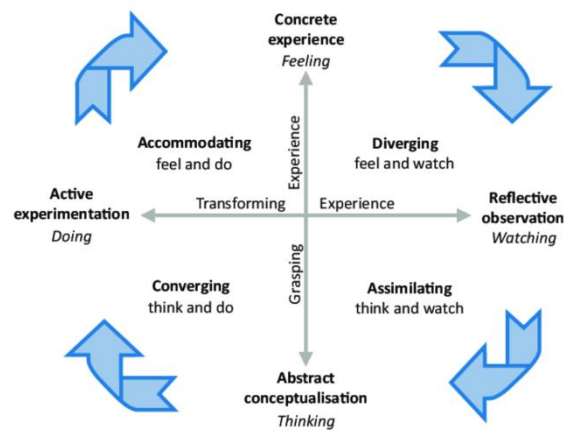 Concrete
experience
Feeling
Accommodating
feel and do
Experience
Diverging
feel and watch
Active
experimentation
Doing
Transforming
Experience
Reflective
observation
Watching
Converging
think and do
Grasping
Assimilating
think and watch
Abstract
conceptualisation
Thinking